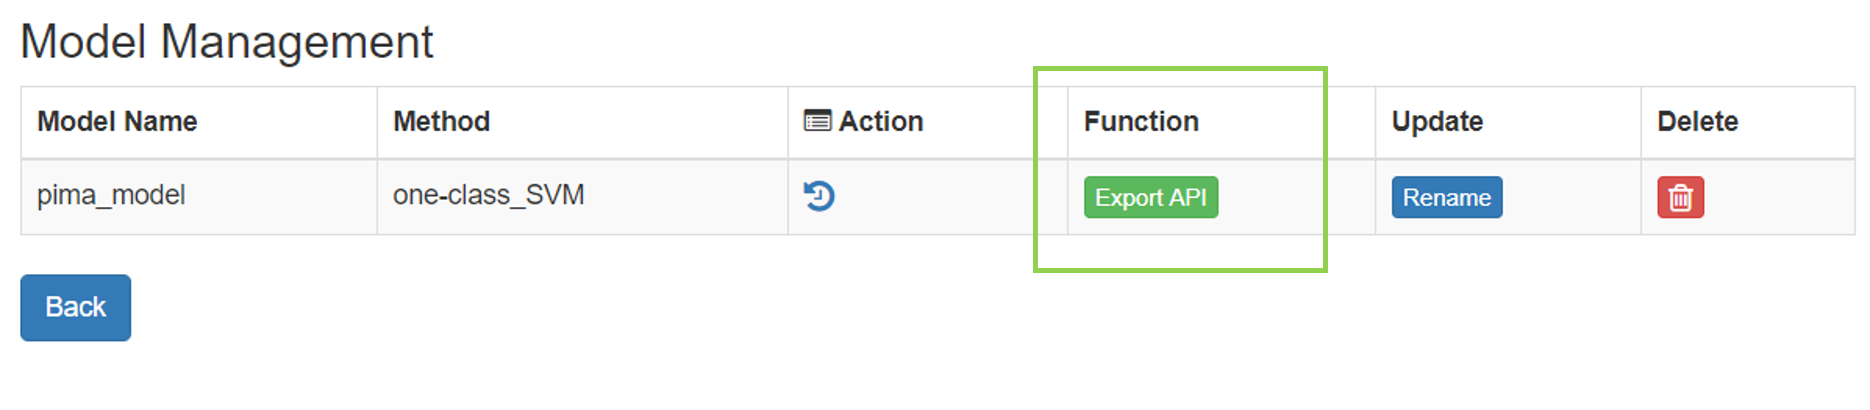 Model Management
Model Name Method Action Function Update Delete
pima_model one-class_SVM Export API Rename
Back